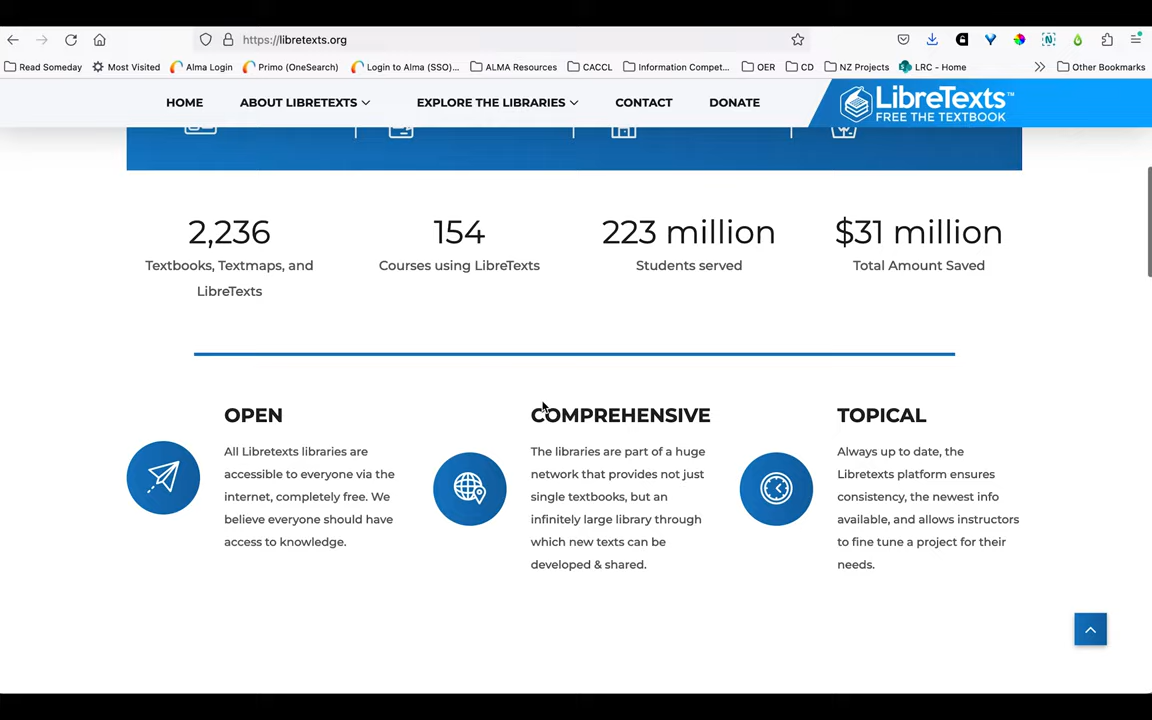 https://libretexts.org
Read Someday Most Visited Alma Login Primo (OneSearch) Login to Alma (SSO)... ALMA Resources CACCL Information Compet... OER CD NZ Projects LRC - Home Other Bookmarks
HOME ABOUT LIBRETEXTS EXPLORE THE LIBRARIES CONTACT DONATE
LibreTexts™
FREE THE TEXTBOOK
2,236
Textbooks, Textmaps, and
LibreTexts
154
Courses using LibreTexts
223 million
Students served
$31 million
Total Amount Saved
OPEN
All Libretexts libraries are
accessible to everyone via the
internet, completely free. We
believe everyone should have
access to knowledge.
COMPREHENSIVE
The libraries are part of a huge
network that provides not just
single textbooks, but an
infinitely large library through
which new texts can be
developed & shared.
TOPICAL
Always up to date, the
Libretexts platform ensures
consistency, the newest info
available, and allows instructors
to fine tune a project for their
needs.